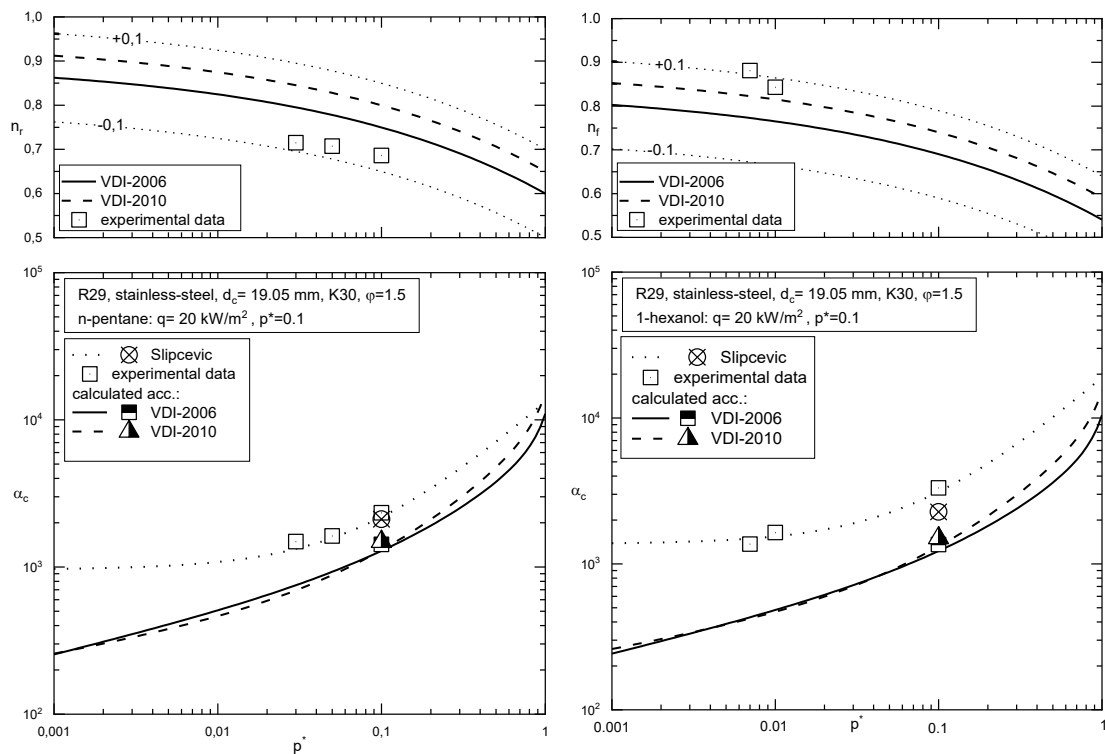 1,0
0,9
0,8
n_r
0,7
0,6
0,5
+0,1
-0,1
VDI-2006
VDI-2010
experimental data
1.0
0.9
0.8
n_f
0.7
0.6
0.5
+0.1
-0.1
VDI-2006
VDI-2010
experimental data
10^5
10^4
α_c
10^3
10^2
R29, stainless-steel, d_c= 19.05 mm, K30, φ=1.5
n-pentane: q= 20 kW/m^2 , p*=0.1
Slipcevic
experimental data
calculated acc.:
VDI-2006
VDI-2010
0,001 0,01 0,1 1
p*
10^5
10^4
α_c
10^3
10^2
R29, stainless-steel, d_c= 19.05 mm, K30, φ=1.5
1-hexanol: q= 20 kW/m^2 , p*=0.1
Slipcevic
experimental data
calculated acc.:
VDI-2006
VDI-2010
0.001 0.01 0.1 1
p*